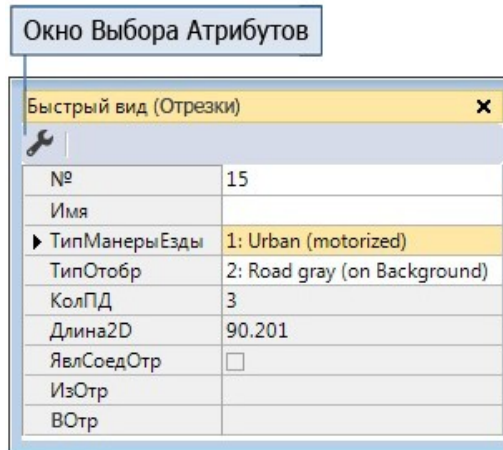 Окно Выбора Атрибутов
Быстрый вид (Отрезки)
№ 15
Имя
ТипМанерыЕзды 1: Urban (motorized)
ТипОтобр 2: Road gray (on Background)
КолПД 3
Длина2D 90.201
ЯвлСоедОтр
ИзОтр
ВОтр